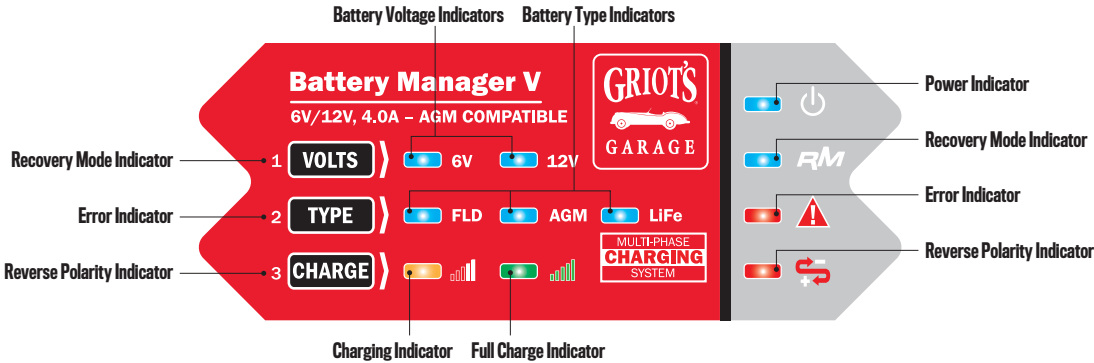 Battery Voltage Indicators Battery Type Indicators
Battery Manager V
6V/12V, 4.0A – AGM COMPATIBLE
GRIOT'S
GARAGE
Power Indicator
Recovery Mode Indicator
1 VOLTS 6V 12V
RM
Recovery Mode Indicator
Error Indicator
2 TYPE FLD AGM LiFe
Error Indicator
Reverse Polarity Indicator
3 CHARGE
MULTI-PHASE
CHARGING
SYSTEM
Reverse Polarity Indicator
Charging Indicator Full Charge Indicator